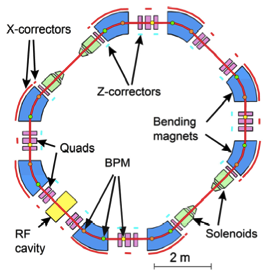 X-correctors
Z-correctors
Bending
magnets
Quads
BPM
RF
cavity
Solenoids
2 m